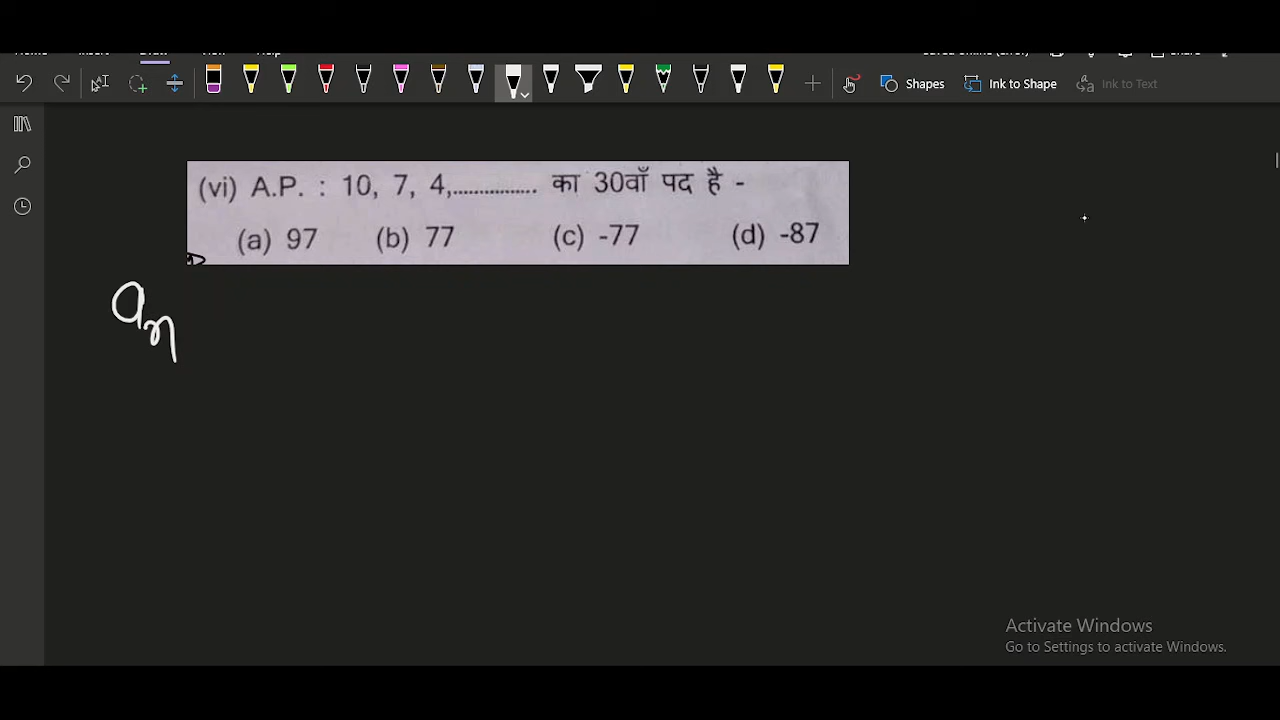 Shapes Ink to Shape Ink to Text
(vi) A.P. : 10, 7, 4,................ का 30वाँ पद है -
(a) 97 (b) 77 (c) -77 (d) -87
an
Activate Windows
Go to Settings to activate Windows.